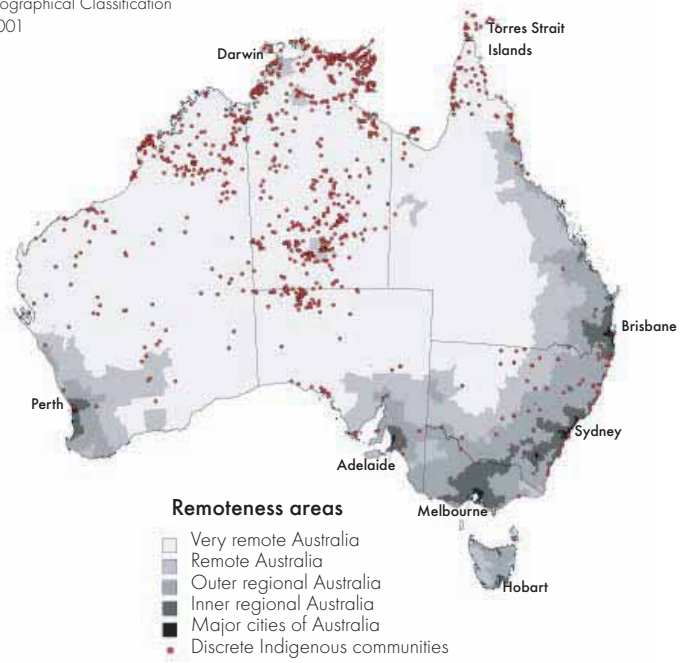 ographical Classification
001
Darwin
Torres Strait
Islands
Brisbane
Perth
Sydney
Adelaide
Melbourne
Hobart
Remoteness areas
Very remote Australia
Remote Australia
Outer regional Australia
Inner regional Australia
Major cities of Australia
Discrete Indigenous communities